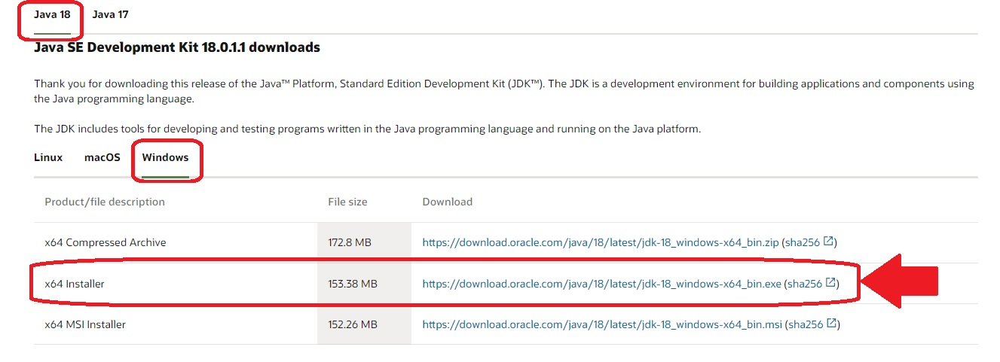 Java 18 Java 17
Java SE Development Kit 18.0.1.1 downloads
Thank you for downloading this release of the Java™ Platform, Standard Edition Development Kit (JDK™). The JDK is a development environment for building applications and components using
the Java programming language.
The JDK includes tools for developing and testing programs written in the Java programming language and running on the Java platform.
Linux macOS Windows
Product/file description File size Download
x64 Compressed Archive 172.8 MB https://download.oracle.com/java/18/latest/jdk-18_windows-x64_bin.zip (sha256)
x64 Installer 153.38 MB https://download.oracle.com/java/18/latest/jdk-18_windows-x64_bin.exe (sha256)
x64 MSI Installer 152.26 MB https://download.oracle.com/java/18/latest/jdk-18_windows-x64_bin.msi (sha256)